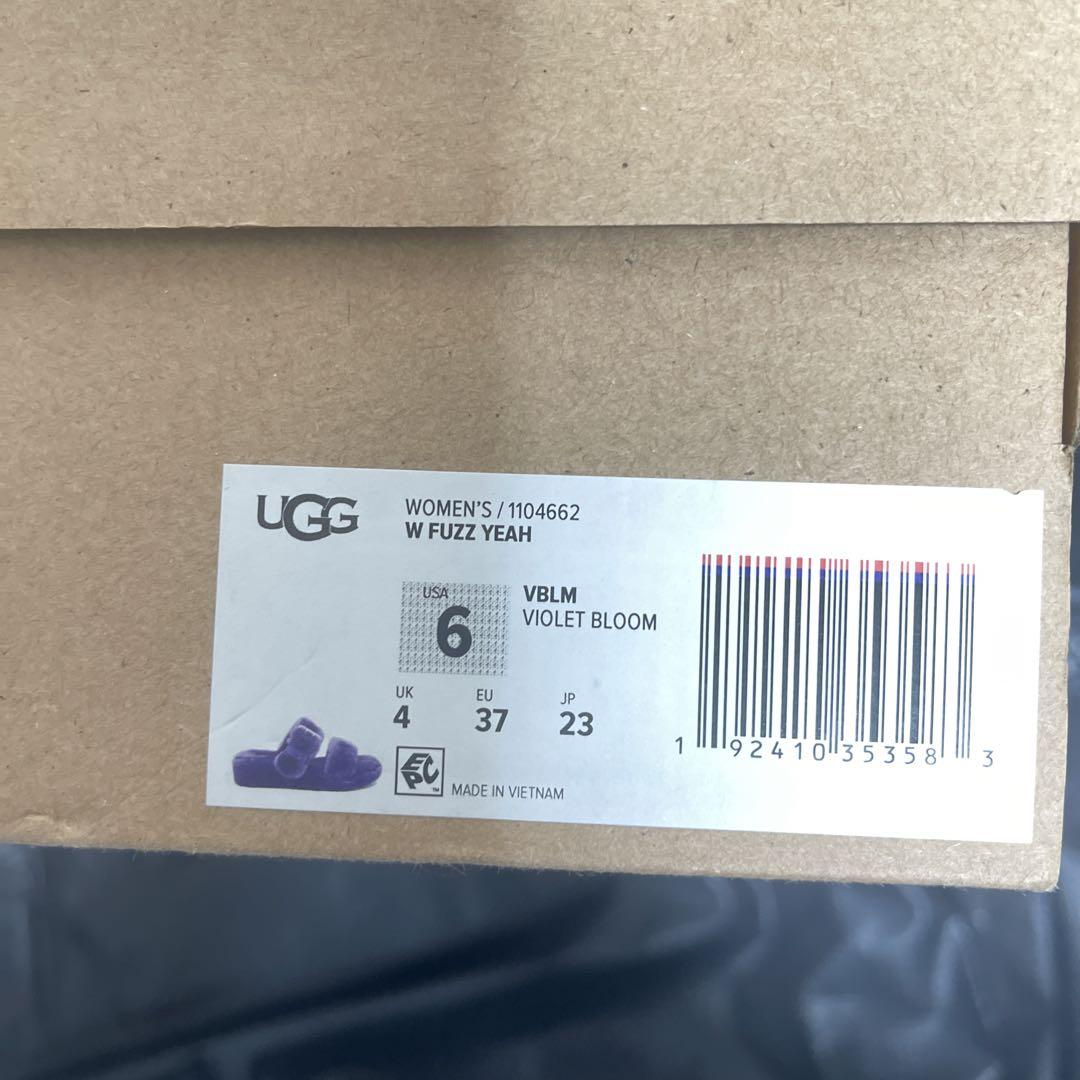 UGG
WOMEN'S / 1104662
W FUZZ YEAH
USA
6
VBLM
VIOLET BLOOM
UK
4
EU
37
JP
23
EPC™
MADE IN VIETNAM
1 92410 35358 3